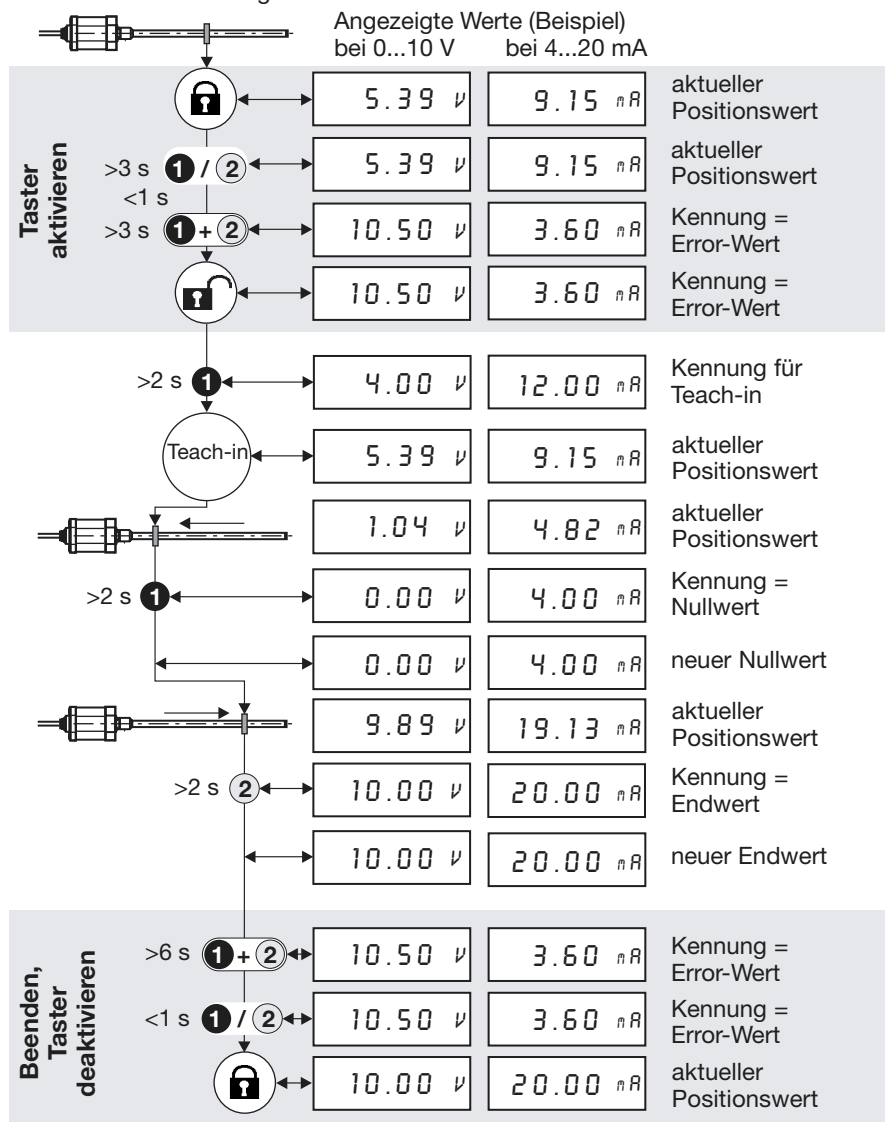 Angezeigte Werte (Beispiel)
bei 0...10 V bei 4...20 mA
Taster
aktivieren
5.39 V 9.15 mA aktueller
Positionswert
>3 s 1 / 2 5.39 V 9.15 mA aktueller
Positionswert
<1 s
>3 s 1 + 2 10.50 V 3.60 mA Kennung =
Error-Wert
10.50 V 3.60 mA Kennung =
Error-Wert
>2 s 1 4.00 V 12.00 mA Kennung für
Teach-in
Teach-in 5.39 V 9.15 mA aktueller
Positionswert
1.04 V 4.82 mA aktueller
Positionswert
>2 s 1 0.00 V 4.00 mA Kennung =
Nullwert
0.00 V 4.00 mA neuer Nullwert
9.89 V 19.13 mA aktueller
Positionswert
>2 s 2 10.00 V 20.00 mA Kennung =
Endwert
10.00 V 20.00 mA neuer Endwert
Beenden,
Taster
deaktivieren
>6 s 1 + 2 10.50 V 3.60 mA Kennung =
Error-Wert
<1 s 1 / 2 10.50 V 3.60 mA Kennung =
Error-Wert
10.00 V 20.00 mA aktueller
Positionswert